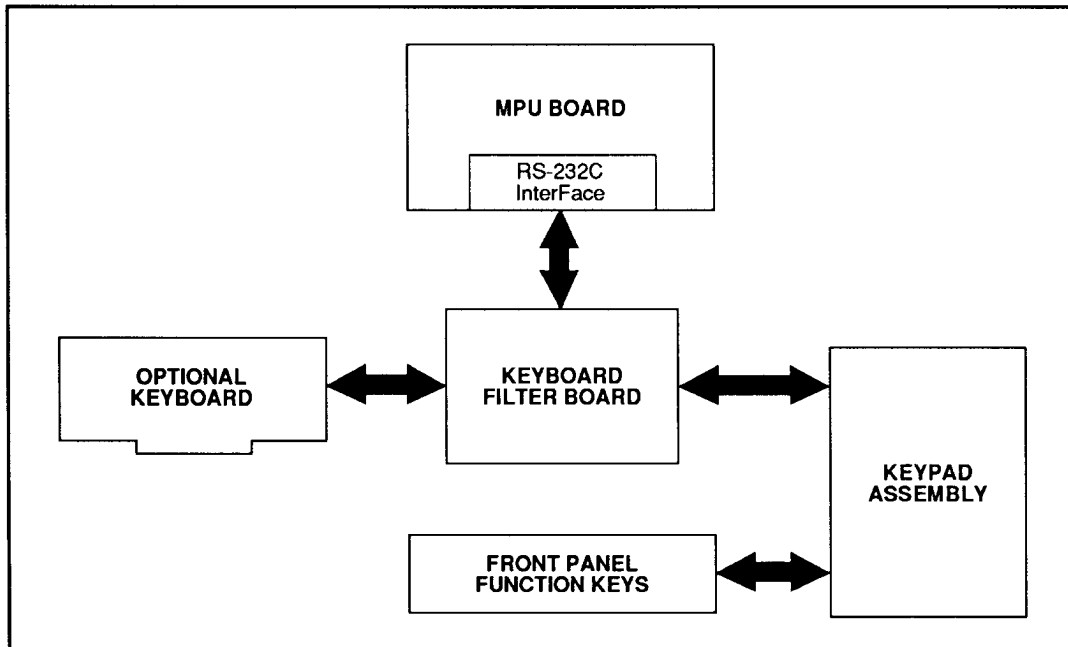 MPU BOARD
RS-232C
InterFace
OPTIONAL
KEYBOARD
KEYBOARD
FILTER BOARD
KEYPAD
ASSEMBLY
FRONT PANEL
FUNCTION KEYS